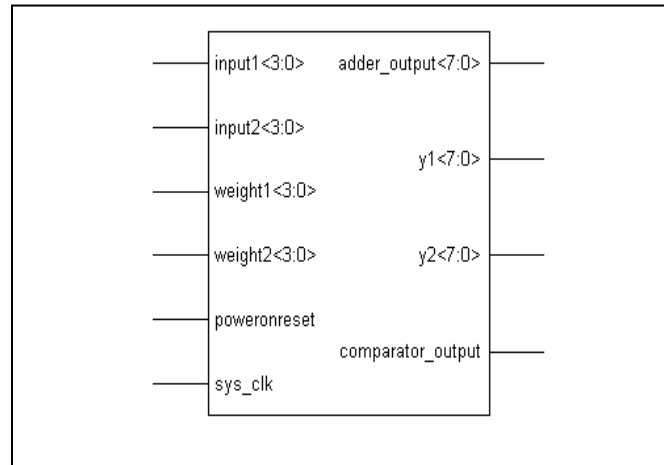 input1<3:0> adder_output<7:0>
input2<3:0>
y1<7:0>
weight1<3:0>
weight2<3:0> y2<7:0>
poweronreset
comparator_output
sys_clk